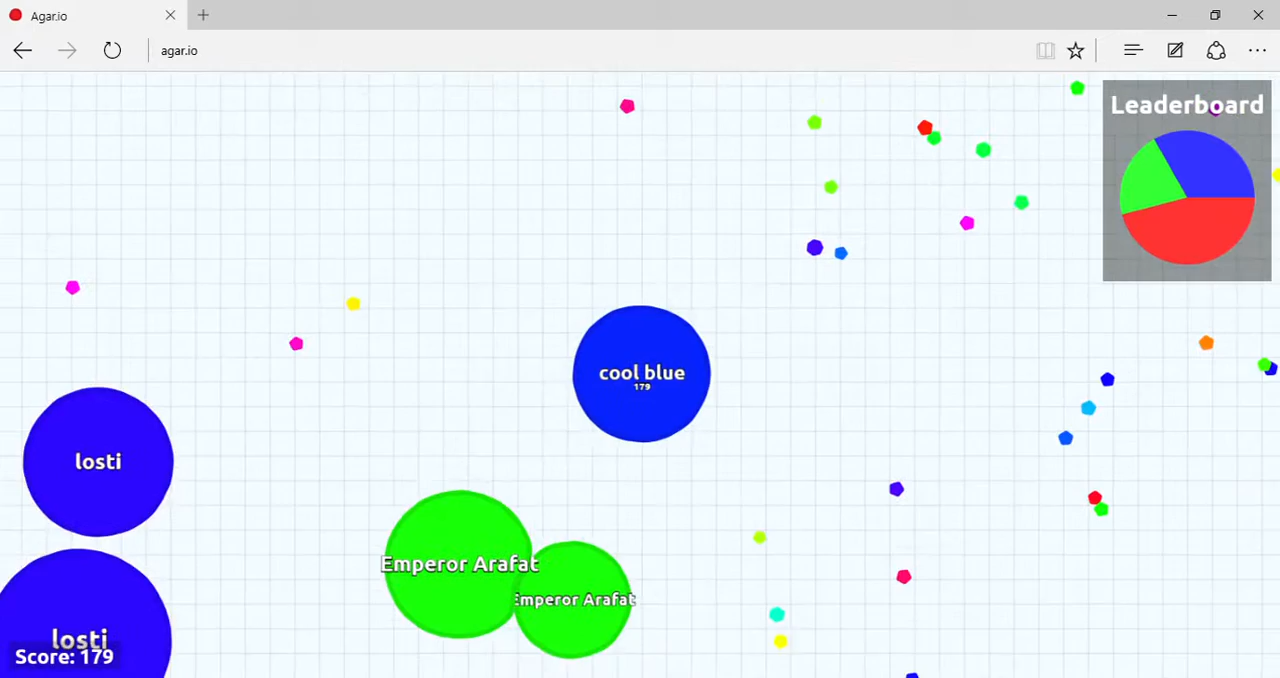 Agar.io
agar.io
Leaderboard
cool blue
179
losti
Emperor Arafat
Emperor Arafat
losti
Score: 179